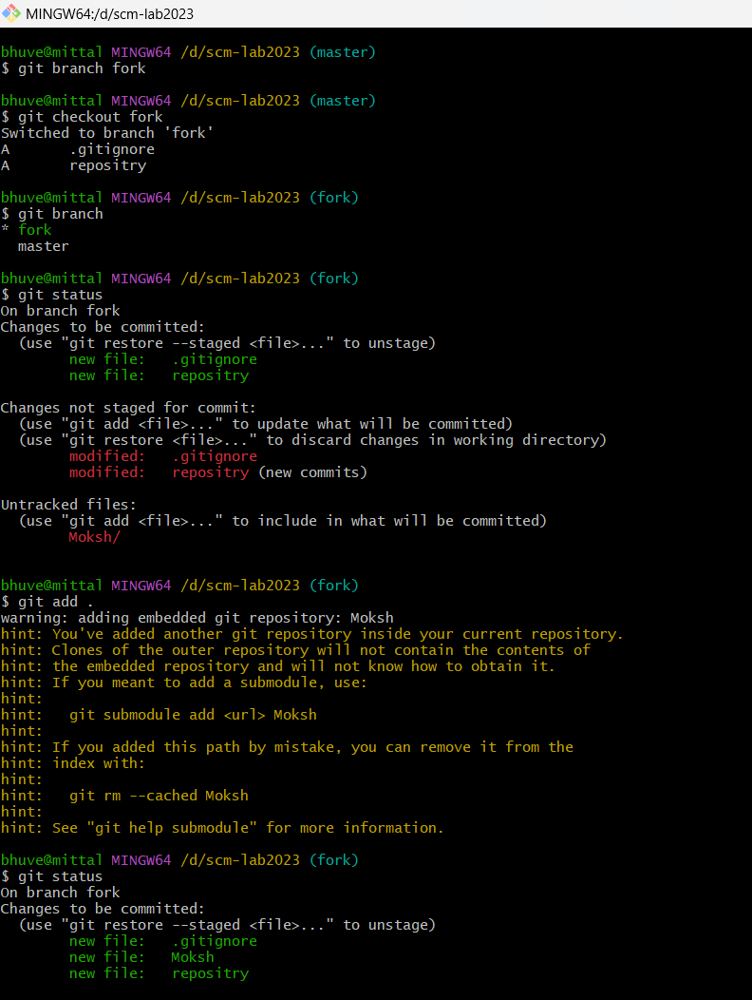 MINGW64:/d/scm-lab2023
bhuve@mittal MINGW64 /d/scm-lab2023 (master)
$ git branch fork
bhuve@mittal MINGW64 /d/scm-lab2023 (master)
$ git checkout fork
Switched to branch 'fork'
A       .gitignore
A       repositry
bhuve@mittal MINGW64 /d/scm-lab2023 (fork)
$ git branch
* fork
  master
bhuve@mittal MINGW64 /d/scm-lab2023 (fork)
$ git status
On branch fork
Changes to be committed:
  (use "git restore --staged <file>..." to unstage)
        new file:   .gitignore
        new file:   repositry
Changes not staged for commit:
  (use "git add <file>..." to update what will be committed)
  (use "git restore <file>..." to discard changes in working directory)
        modified:   .gitignore
        modified:   repositry (new commits)
Untracked files:
  (use "git add <file>..." to include in what will be committed)
        Moksh/
bhuve@mittal MINGW64 /d/scm-lab2023 (fork)
$ git add .
warning: adding embedded git repository: Moksh
hint: You've added another git repository inside your current repository.
hint: Clones of the outer repository will not contain the contents of
hint: the embedded repository and will not know how to obtain it.
hint: If you meant to add a submodule, use:
hint:
hint:   git submodule add <url> Moksh
hint:
hint: If you added this path by mistake, you can remove it from the
hint: index with:
hint:
hint:   git rm --cached Moksh
hint:
hint: See "git help submodule" for more information.
bhuve@mittal MINGW64 /d/scm-lab2023 (fork)
$ git status
On branch fork
Changes to be committed:
  (use "git restore --staged <file>..." to unstage)
        new file:   .gitignore
        new file:   Moksh
        new file:   repositry